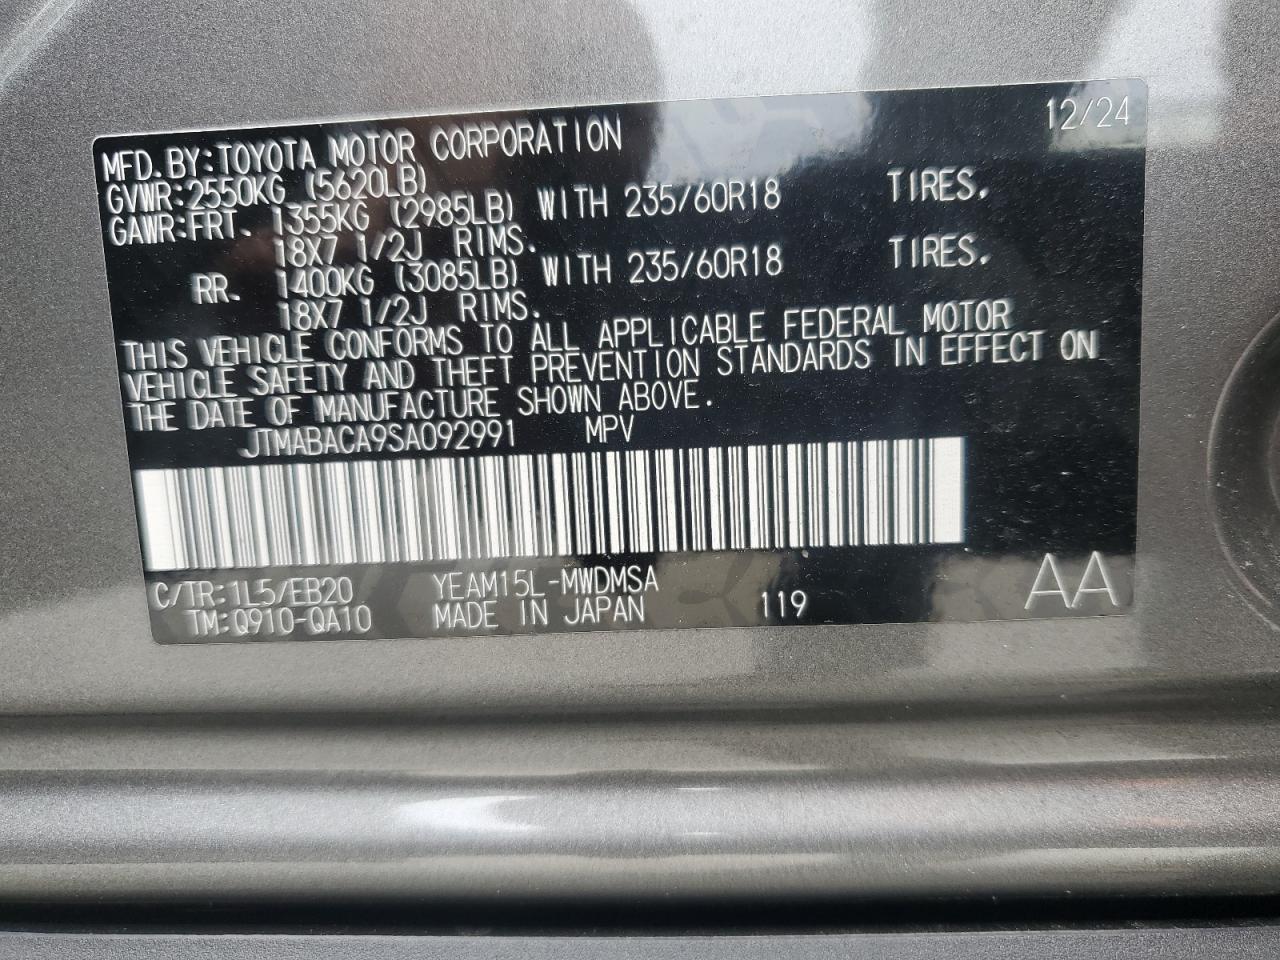 12/24
MFD.BY:TOYOTA MOTOR CORPORATION
GVWR:2550KG (5620LB)
GAWR:FRT. 1355KG (2985LB) WITH 235/60R18 TIRES.
18X7 1/2J RIMS.
RR. 1400KG (3085LB) WITH 235/60R18 TIRES.
18X7 1/2J RIMS.
THIS VEHICLE CONFORMS TO ALL APPLICABLE FEDERAL MOTOR
VEHICLE SAFETY AND THEFT PREVENTION STANDARDS IN EFFECT ON
THE DATE OF MANUFACTURE SHOWN ABOVE.
JTMABACA9SA092991 MPV
C/TR:1L5/EB20 YEAM15L-MWDMSA
TM:Q910-QA10 MADE IN JAPAN 119 AA